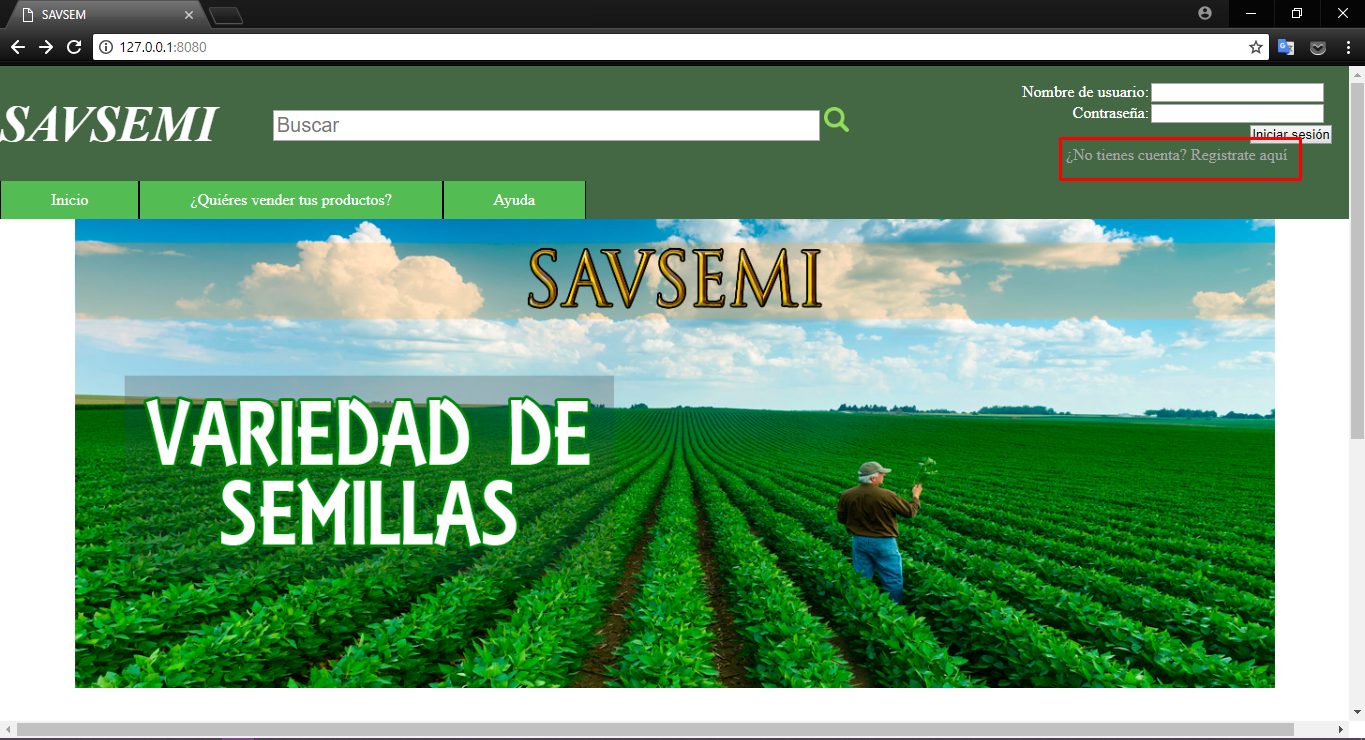 SAVSEM
127.0.0.1:8080
SAVSEMI
Buscar
Nombre de usuario:
Contraseña:
Iniciar sesión
¿No tienes cuenta? Registrate aquí
Inicio
¿Quiéres vender tus productos?
Ayuda
SAVSEMI
VARIEDAD DE
SEMILLAS